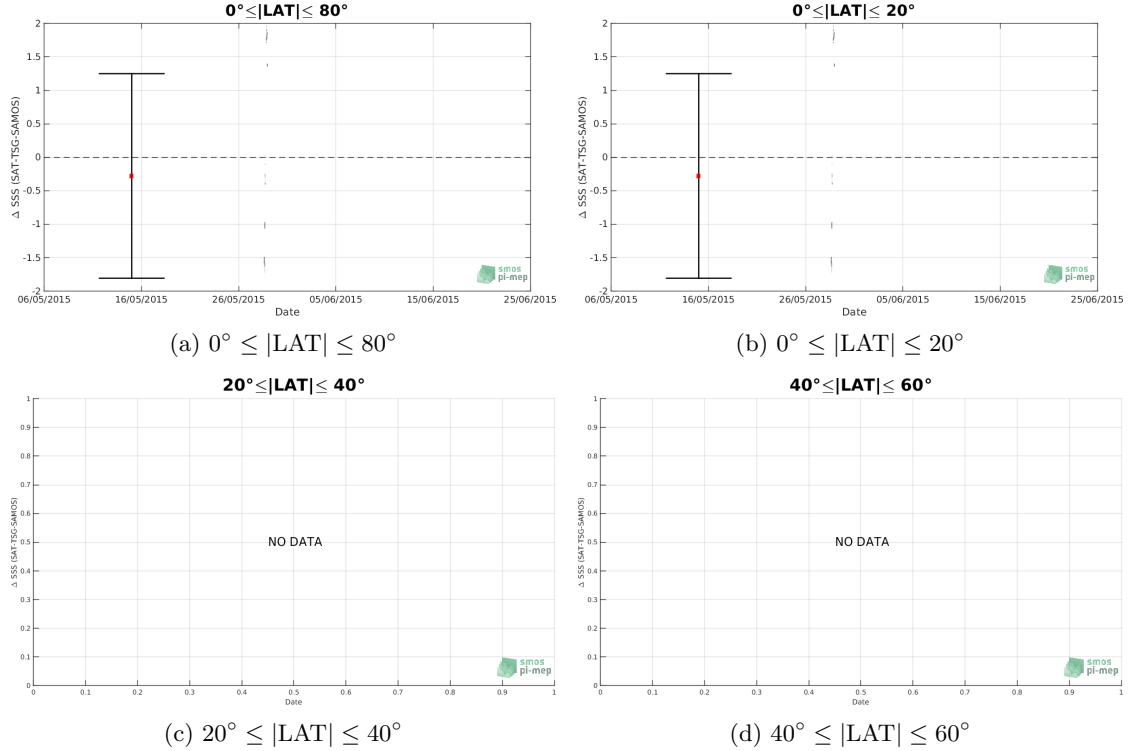 0°≤|LAT|≤ 80°
2
1.5
1
0.5
0
-0.5
-1
-1.5
-2
Δ SSS (SAT-TSG-SAMOS)
06/05/2015 16/05/2015 26/05/2015 05/06/2015 15/06/2015 25/06/2015
Date
smos
pi-mep
(a) 0° ≤ |LAT| ≤ 80°
0°≤|LAT|≤ 20°
2
1.5
1
0.5
0
-0.5
-1
-1.5
-2
Δ SSS (SAT-TSG-SAMOS)
06/05/2015 16/05/2015 26/05/2015 05/06/2015 15/06/2015 25/06/2015
Date
smos
pi-mep
(b) 0° ≤ |LAT| ≤ 20°
20°≤|LAT|≤ 40°
1
0.9
0.8
0.7
0.6
0.5
0.4
0.3
0.2
0.1
0
Δ SSS (SAT-TSG-SAMOS)
NO DATA
0 0.1 0.2 0.3 0.4 0.5 0.6 0.7 0.8 0.9 1
Date
smos
pi-mep
(c) 20° ≤ |LAT| ≤ 40°
40°≤|LAT|≤ 60°
1
0.9
0.8
0.7
0.6
0.5
0.4
0.3
0.2
0.1
0
Δ SSS (SAT-TSG-SAMOS)
NO DATA
0 0.1 0.2 0.3 0.4 0.5 0.6 0.7 0.8 0.9 1
Date
smos
pi-mep
(d) 40° ≤ |LAT| ≤ 60°